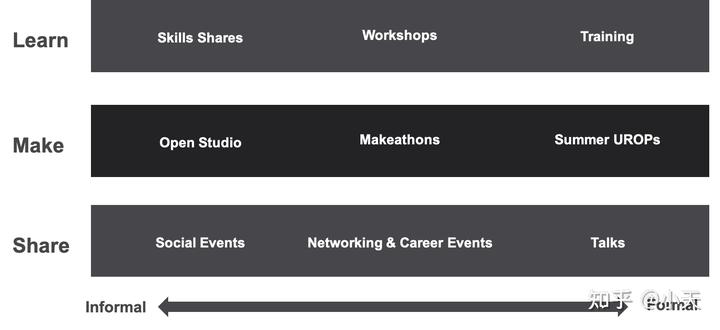 Learn
Skills Shares
Workshops
Training
Make
Open Studio
Makeathons
Summer UROPs
Share
Social Events
Networking & Career Events
Talks
Informal
Formal
知乎 @小天